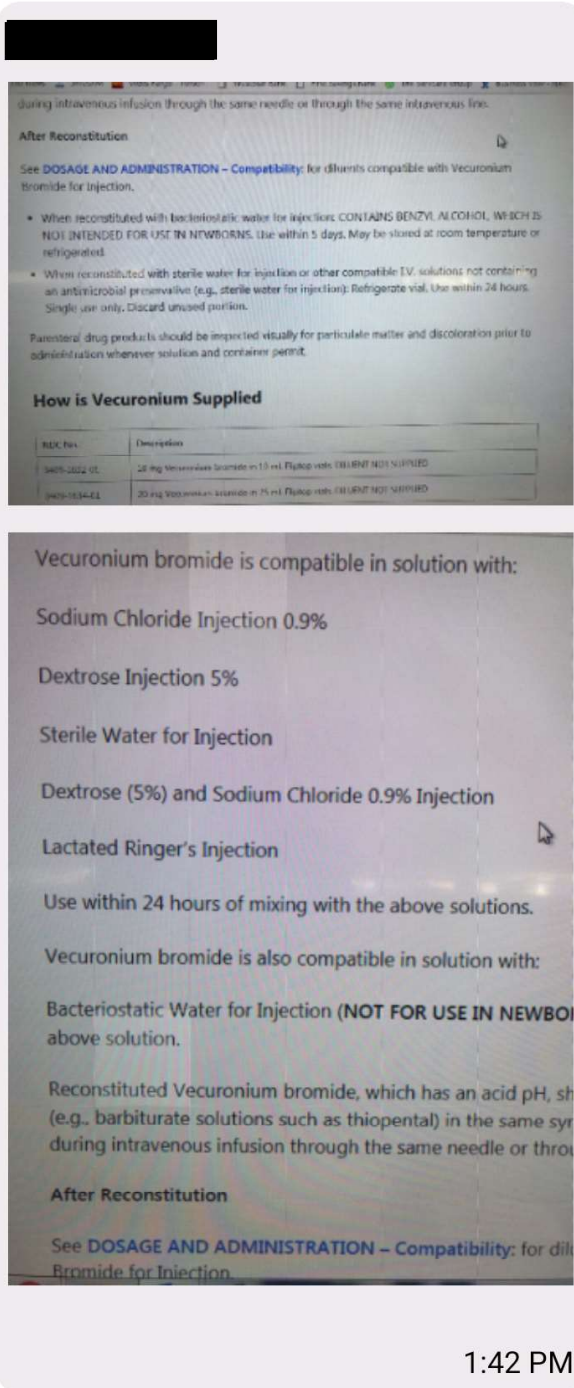 during intravenous infusion through the same needle or through the same intravenous line.
After Reconstitution
See DOSAGE AND ADMINISTRATION – Compatibility: for diluents compatible with Vecuronium
Bromide for Injection.
• When reconstituted with bacteriostatic water for injection: CONTAINS BENZYL ALCOHOL, WHICH IS
NOT INTENDED FOR USE IN NEWBORNS. Use within 5 days. May be stored at room temperature or
refrigerated.
• When reconstituted with sterile water for injection or other compatible I.V. solutions not containing
an antimicrobial preservative (e.g., sterile water for injection): Refrigerate vial. Use within 24 hours.
Single use only. Discard unused portion.
Parenteral drug products should be inspected visually for particulate matter and discoloration prior to
administration whenever solution and container permit.
How is Vecuronium Supplied
NDC No. Description
10 mL Fliptop vials, DILUENT NOT SUPPLIED
20 mg Vecuronium bromide in 25 mL Fliptop vials, DILUENT NOT SUPPLIED
Vecuronium bromide is compatible in solution with:
Sodium Chloride Injection 0.9%
Dextrose Injection 5%
Sterile Water for Injection
Dextrose (5%) and Sodium Chloride 0.9% Injection
Lactated Ringer's Injection
Use within 24 hours of mixing with the above solutions.
Vecuronium bromide is also compatible in solution with:
Bacteriostatic Water for Injection (NOT FOR USE IN NEWBO
above solution.
Reconstituted Vecuronium bromide, which has an acid pH, sh
(e.g., barbiturate solutions such as thiopental) in the same syr
during intravenous infusion through the same needle or throu
After Reconstitution
See DOSAGE AND ADMINISTRATION – Compatibility: for dilu
Bromide for Injection.
1:42 PM